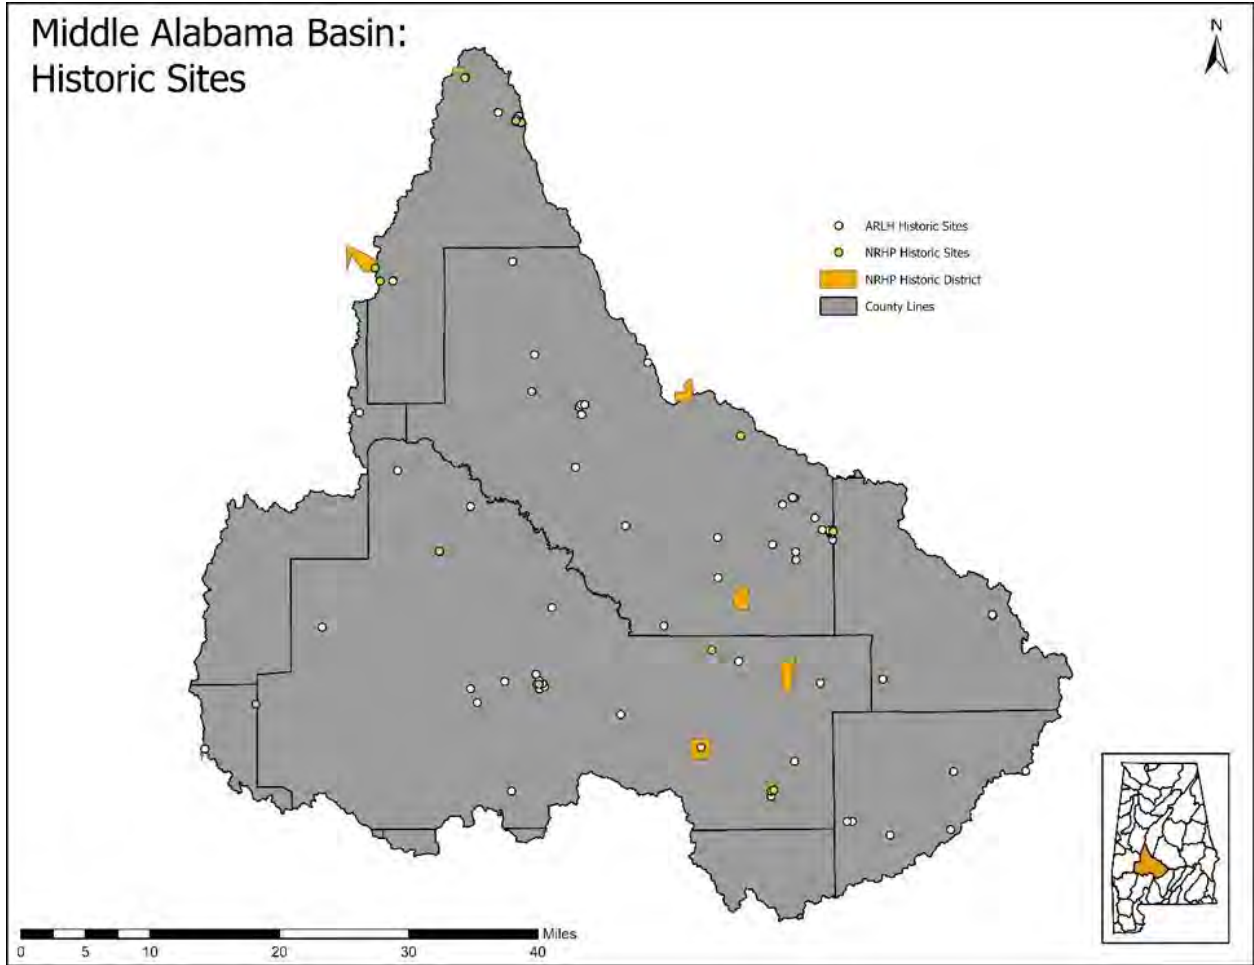 Middle Alabama Basin:
Historic Sites
N
ARLH Historic Sites
NRHP Historic Sites
NRHP Historic District
County Lines
Miles
0 5 10 20 30 40